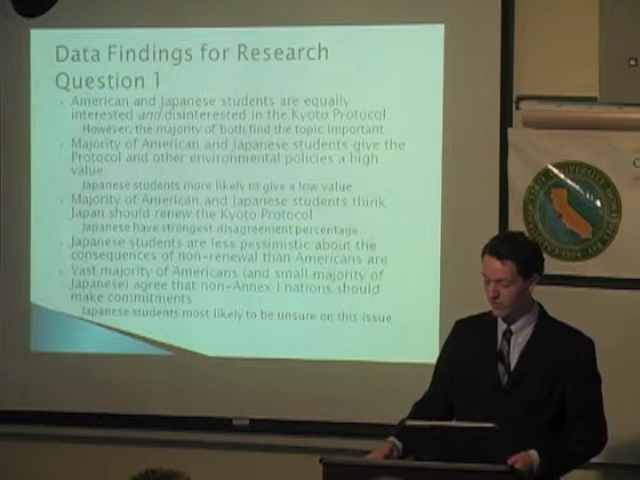 Data Findings for Research
Question 1
American and Japanese students are equally
interested and disinterested in the Kyoto Protocol
However, the majority of both find the topic important
Majority of American and Japanese students give the
Protocol and other environmental policies a high
value
Japanese students more likely to give a low value
Majority of American and Japanese students think
Japan should renew the Kyoto Protocol
Japanese have strongest disagreement percentage
Japanese students are less pessimistic about the
consequences of non-renewal than Americans are
Vast majority of Americans (and small majority of
Japanese) agree that non-Annex I nations should
make commitments
Japanese students most likely to be unsure on this issue